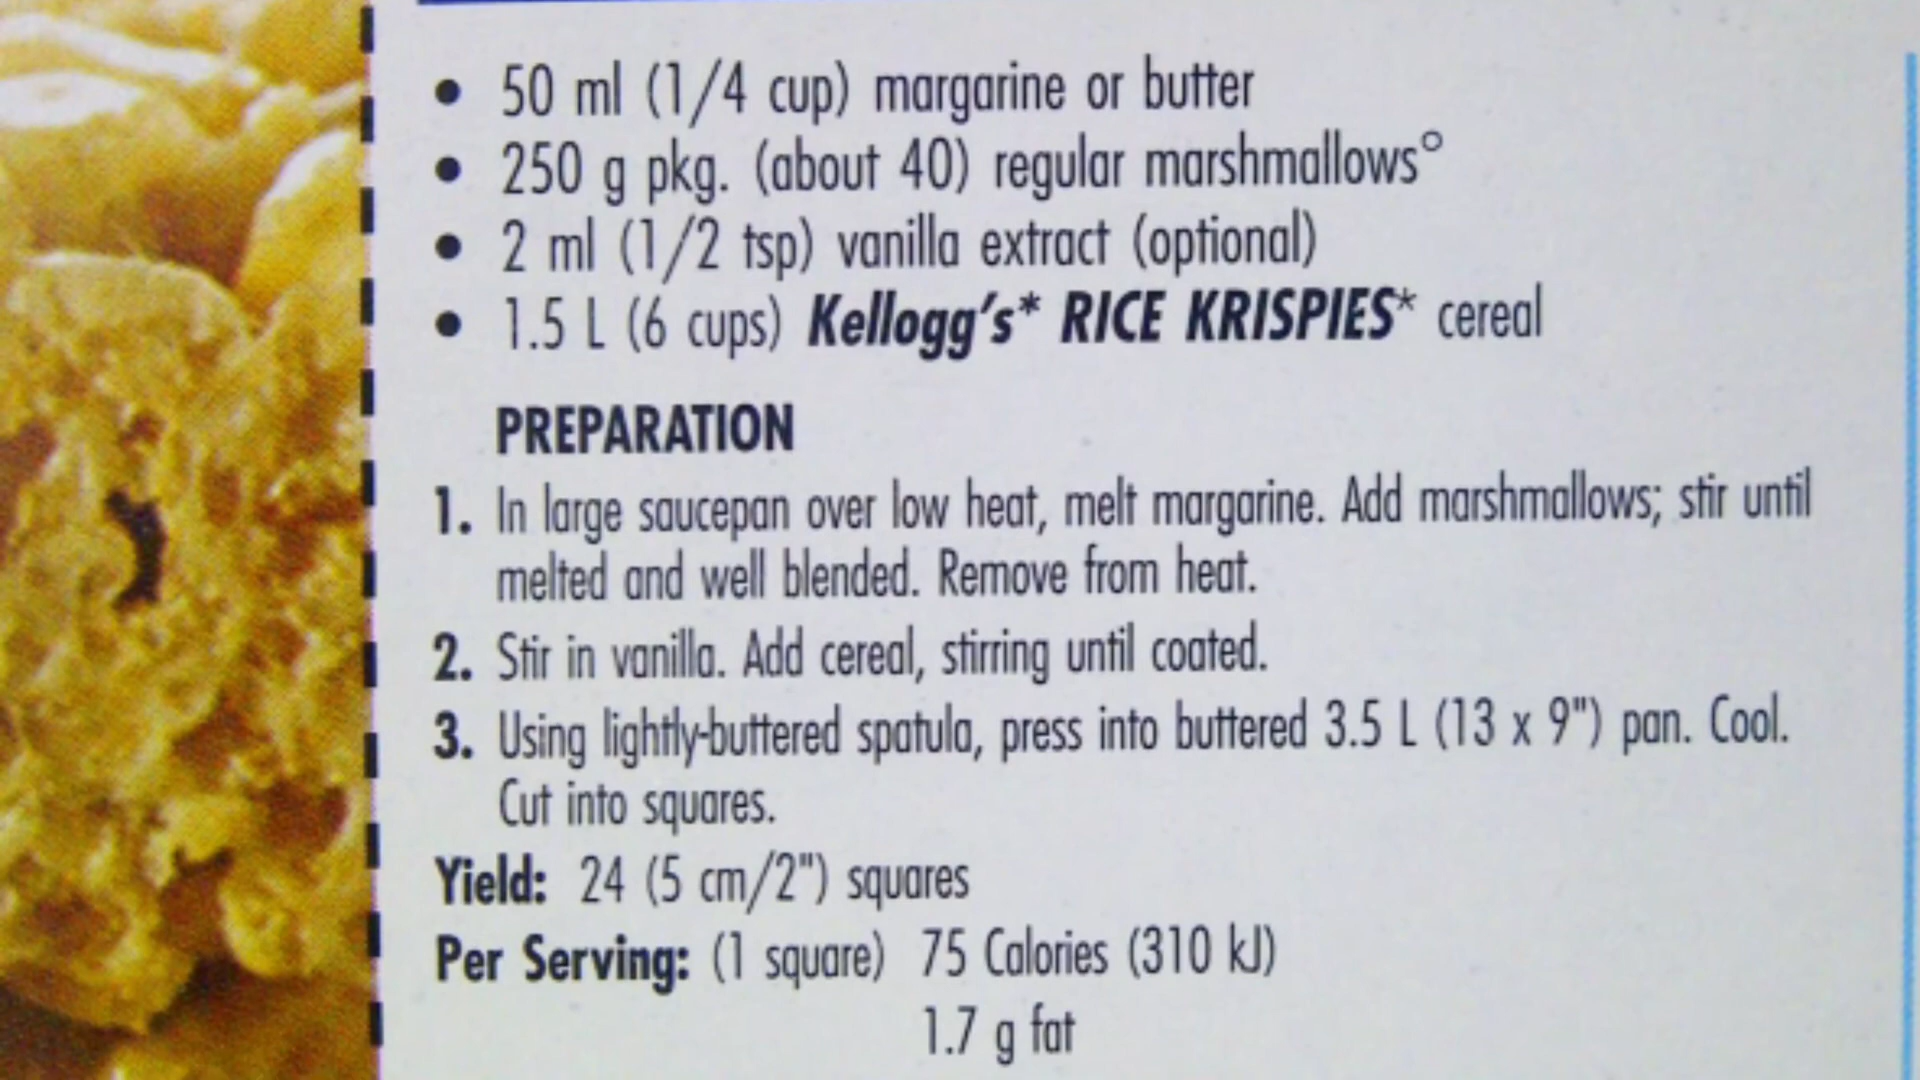 • 50 ml (1/4 cup) margarine or butter
• 250 g pkg. (about 40) regular marshmallows°
• 2 ml (1/2 tsp) vanilla extract (optional)
• 1.5 L (6 cups) Kellogg's* RICE KRISPIES* cereal
PREPARATION
1. In large saucepan over low heat, melt margarine. Add marshmallows; stir until
melted and well blended. Remove from heat.
2. Stir in vanilla. Add cereal, stirring until coated.
3. Using lightly-buttered spatula, press into buttered 3.5 L (13 x 9") pan. Cool.
Cut into squares.
Yield: 24 (5 cm/2") squares
Per Serving: (1 square) 75 Calories (310 kJ)
1.7 g fat